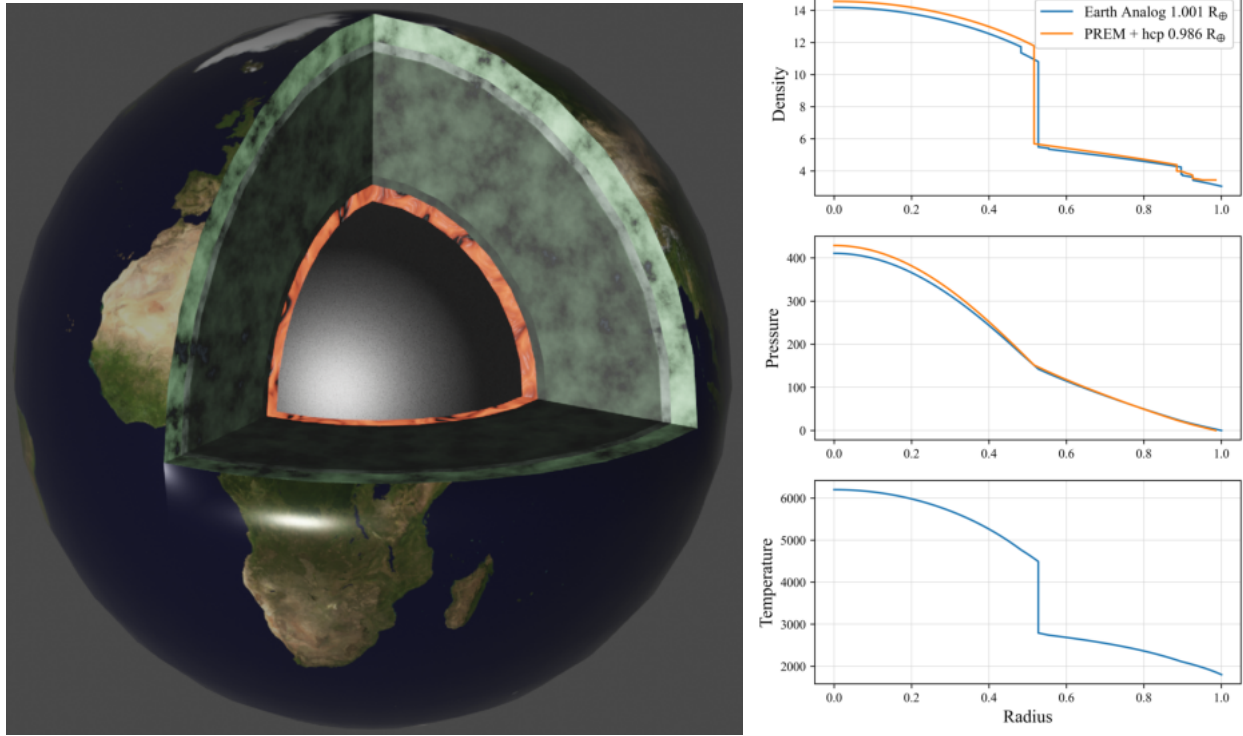 Earth Analog 1.001 R⊕
PREM + hcp 0.986 R⊕
Density
14
12
10
8
6
4
0.0 0.2 0.4 0.6 0.8 1.0
Pressure
400
300
200
100
0
0.0 0.2 0.4 0.6 0.8 1.0
Temperature
6000
5000
4000
3000
2000
0.0 0.2 0.4 0.6 0.8 1.0
Radius